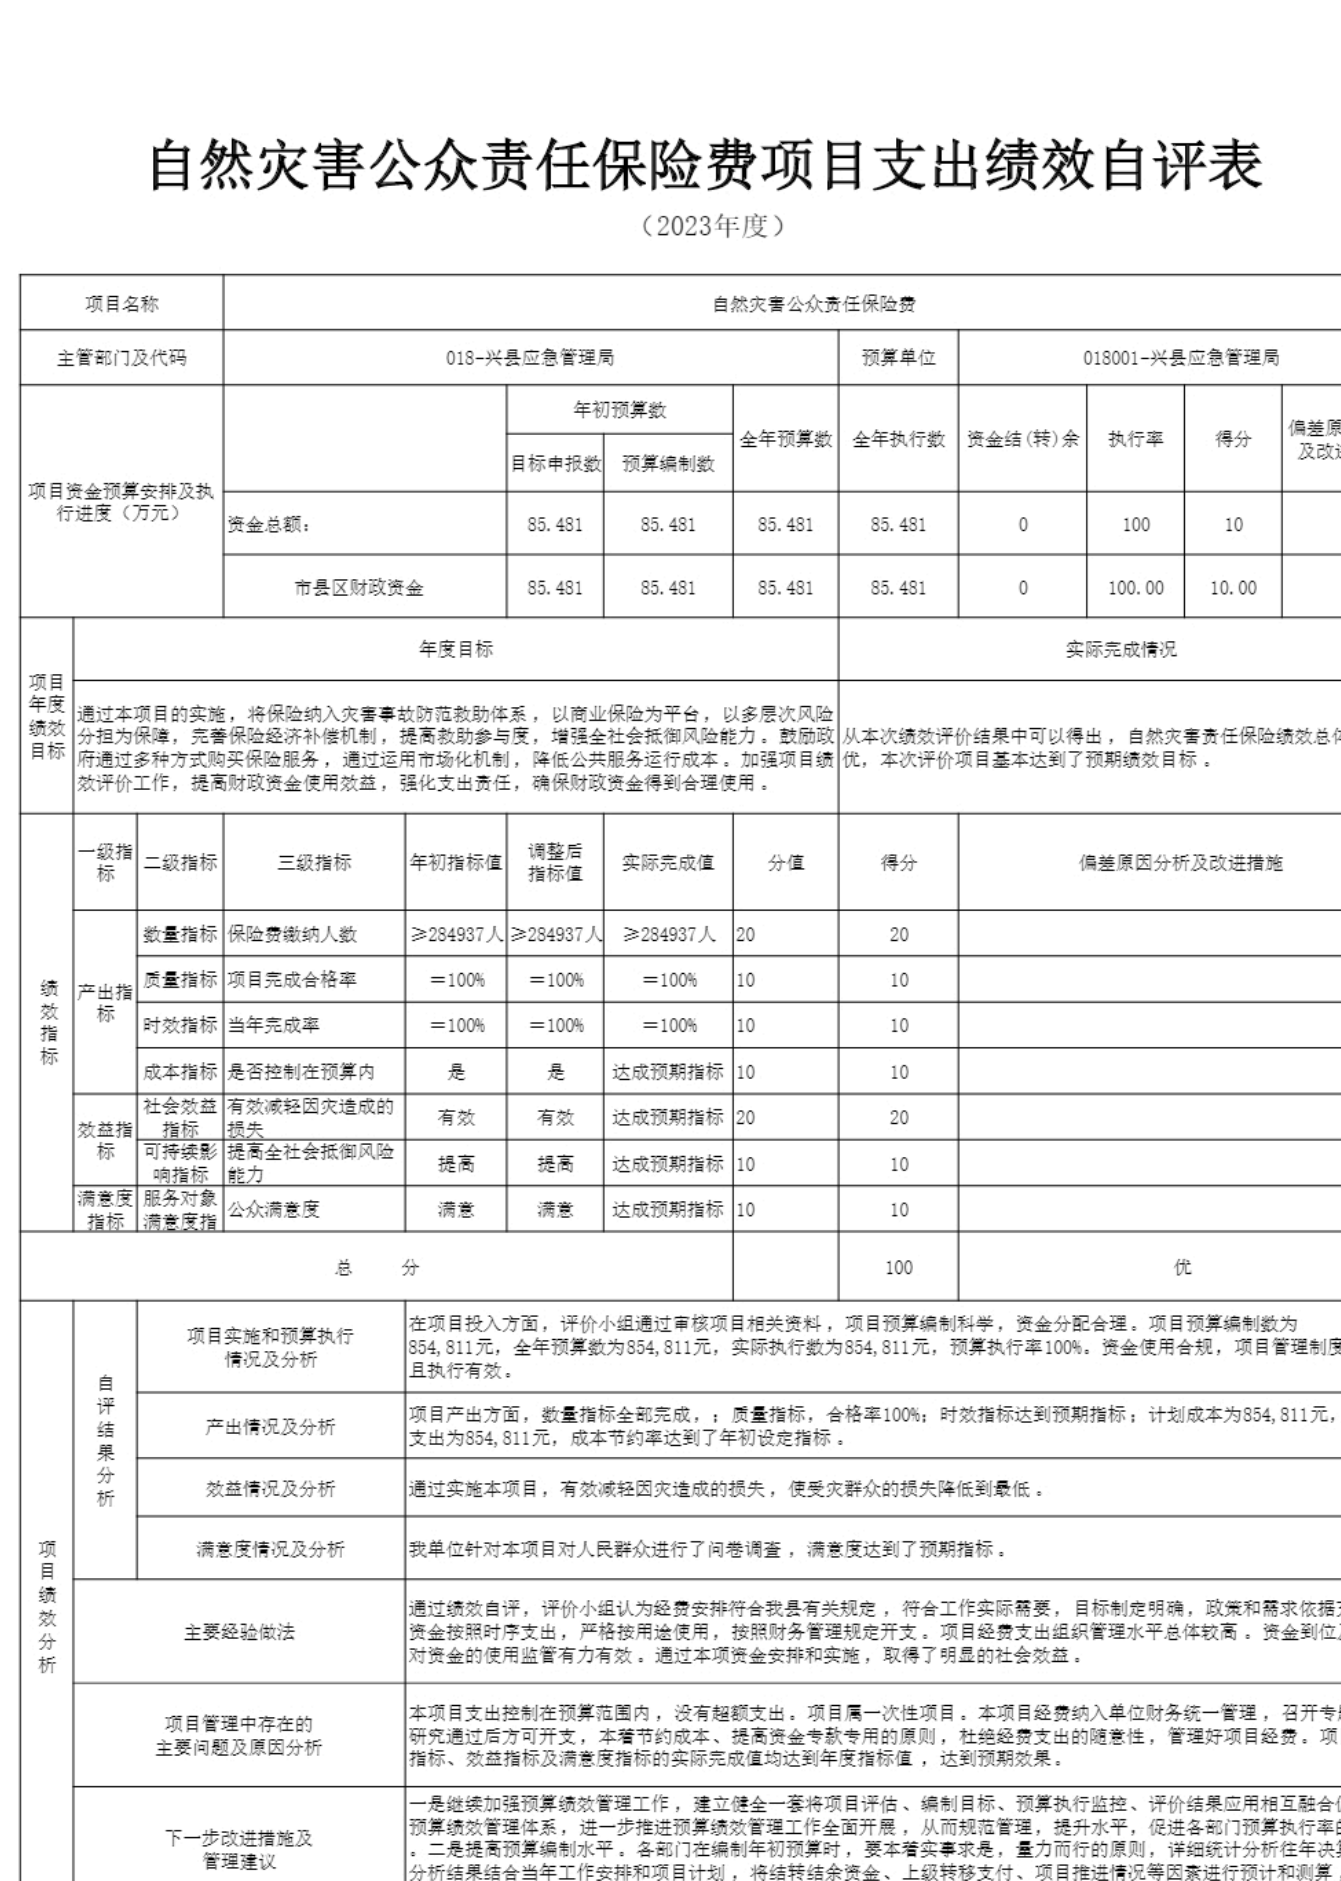 自然灾害公众责任保险费项目支出绩效自评表
（2023年度）
项目名称
自然灾害公众责任保险费
主管部门及代码
018-兴县应急管理局
预算单位
018001-兴县应急管理局
项目资金预算安排及执
行进度（万元）
年初预算数
目标申报数
预算编制数
全年预算数
全年执行数
资金结(转)余
执行率
得分
偏差原
及改进
资金总额：
85.481
85.481
85.481
85.481
0
100
10
市县区财政资金
85.481
85.481
85.481
85.481
0
100.00
10.00
项目
年度
绩效
目标
年度目标
实际完成情况
通过本项目的实施，将保险纳入灾害事故防范救助体系，以商业保险为平台，以多层次风险
分担为保障，完善保险经济补偿机制，提高救助参与度，增强全社会抵御风险能力。鼓励政
府通过多种方式购买保险服务，通过运用市场化机制，降低公共服务运行成本。加强项目绩
效评价工作，提高财政资金使用效益，强化支出责任，确保财政资金得到合理使用。
从本次绩效评价结果中可以得出，自然灾害责任保险绩效总体
优，本次评价项目基本达到了预期绩效目标。
绩
效
指
标
一级指
标
二级指标
三级指标
年初指标值
调整后
指标值
实际完成值
分值
得分
偏差原因分析及改进措施
产出指
标
数量指标
保险费缴纳人数
≥284937人
≥284937人
≥284937人
20
20
质量指标
项目完成合格率
＝100%
＝100%
＝100%
10
10
时效指标
当年完成率
＝100%
＝100%
＝100%
10
10
成本指标
是否控制在预算内
是
是
达成预期指标
10
10
效益指
标
社会效益
指标
有效减轻因灾造成的
损失
有效
有效
达成预期指标
20
20
可持续影
响指标
提高全社会抵御风险
能力
提高
提高
达成预期指标
10
10
满意度
指标
服务对象
满意度指
公众满意度
满意
满意
达成预期指标
10
10
总 分
100
优
项
目
绩
效
分
析
自
评
结
果
分
析
项目实施和预算执行
情况及分析
在项目投入方面，评价小组通过审核项目相关资料，项目预算编制科学，资金分配合理。项目预算编制数为
854,811元，全年预算数为854,811元，实际执行数为854,811元，预算执行率100%。资金使用合规，项目管理制度
且执行有效。
产出情况及分析
项目产出方面，数量指标全部完成，；质量指标，合格率100%；时效指标达到预期指标；计划成本为854,811元，
支出为854,811元，成本节约率达到了年初设定指标。
效益情况及分析
通过实施本项目，有效减轻因灾造成的损失，使受灾群众的损失降低到最低。
满意度情况及分析
我单位针对本项目对人民群众进行了问卷调查，满意度达到了预期指标。
主要经验做法
通过绩效自评，评价小组认为经费安排符合我县有关规定，符合工作实际需要，目标制定明确，政策和需求依据
资金按照时序支出，严格按用途使用，按照财务管理规定开支。项目经费支出组织管理水平总体较高。资金到位
对资金的使用监管有力有效。通过本项资金安排和实施，取得了明显的社会效益。
项目管理中存在的
主要问题及原因分析
本项目支出控制在预算范围内，没有超额支出。项目属一次性项目。本项目经费纳入单位财务统一管理，召开专
研究通过后方可开支，本着节约成本、提高资金专款专用的原则，杜绝经费支出的随意性，管理好项目经费。项
指标、效益指标及满意度指标的实际完成值均达到年度指标值，达到预期效果。
下一步改进措施及
管理建议
一是继续加强预算绩效管理工作，建立健全一套将项目评估、编制目标、预算执行监控、评价结果应用相互融合
预算绩效管理体系，进一步推进预算绩效管理工作全面开展，从而规范管理，提升水平，促进各部门预算执行率的
。二是提高预算编制水平。各部门在编制年初预算时，要本着实事求是，量力而行的原则，详细统计分析往年决
分析结果结合当年工作安排和项目计划，将结转结余资金、上级转移支付、项目推进情况等因素进行预计和测算，